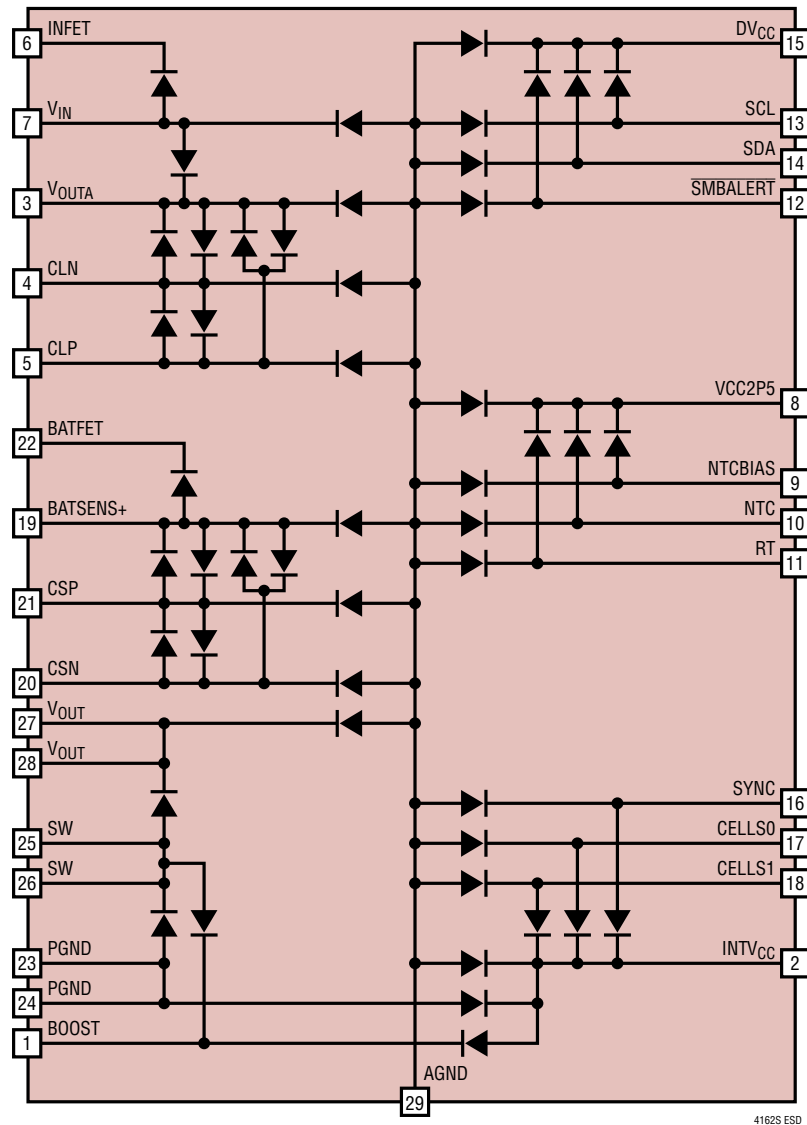 6 INFET
7 VIN
3 VOUTA
4 CLN
5 CLP
22 BATFET
19 BATSENS+
21 CSP
20 CSN
27 VOUT
28 VOUT
25 SW
26 SW
23 PGND
24 PGND
1 BOOST
DVCC 15
SCL 13
SDA 14
SMBALERT 12
VCC2P5 8
NTCBIAS 9
NTC 10
RT 11
SYNC 16
CELLS0 17
CELLS1 18
INTVCC 2
AGND
29
4162S ESD